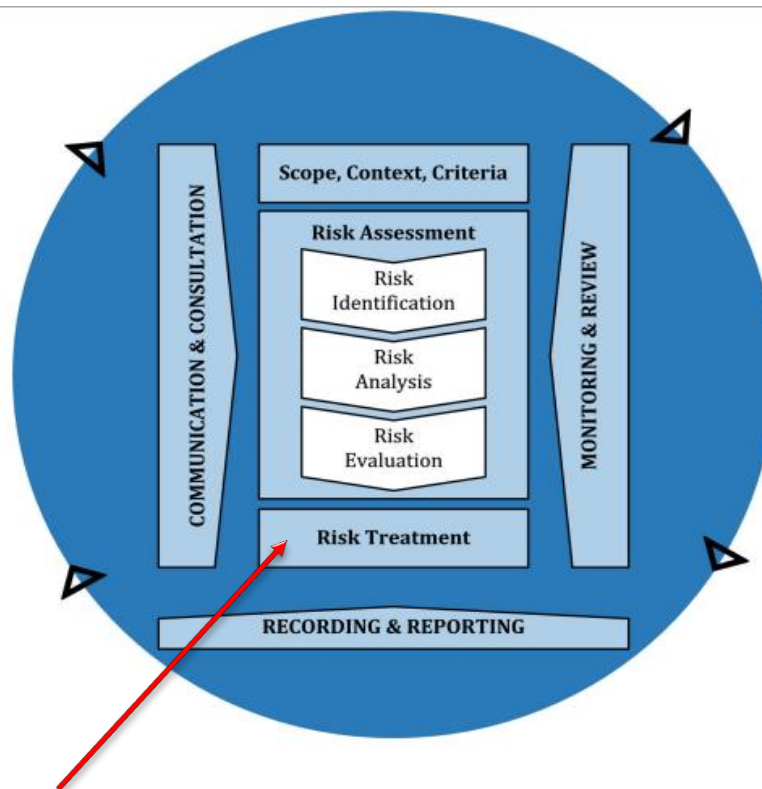 Scope, Context, Criteria
Risk Assessment
Risk
Identification
Risk
Analysis
Risk
Evaluation
Risk Treatment
COMMUNICATION & CONSULTATION
MONITORING & REVIEW
RECORDING & REPORTING